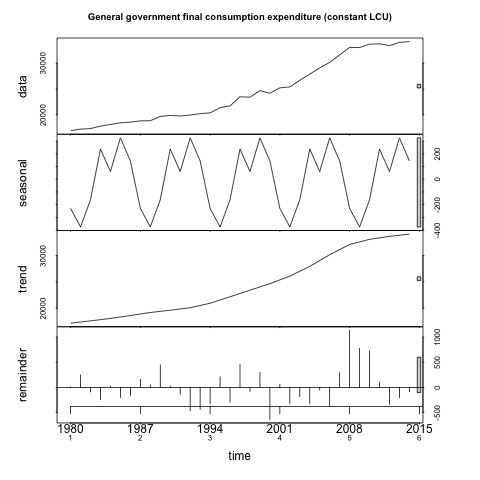 General government final consumption expenditure (constant LCU)
data
20000 30000
seasonal
-400 -200 0 200
trend
20000 30000
remainder
-500 0 500 1000
1980 1987 1994 2001 2008 2015
1 2 3 4 5 6
time